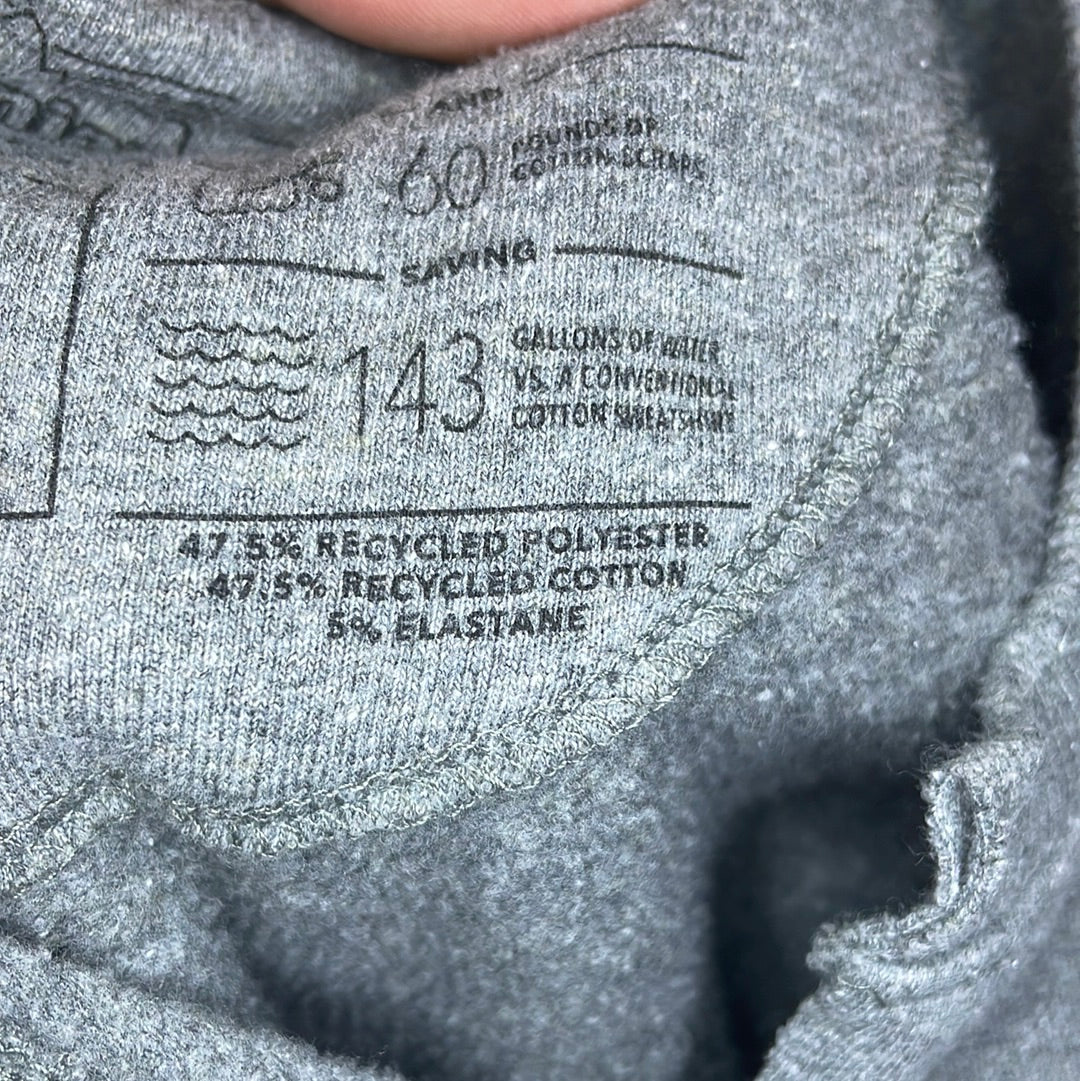 AND
60 POUNDS OF
COTTON SCRAPS
SAVING
143 GALLONS OF WATER
VS. A CONVENTIONAL
COTTON SWEATSHIRT
47.5% RECYCLED POLYESTER
47.5% RECYCLED COTTON
5% ELASTANE